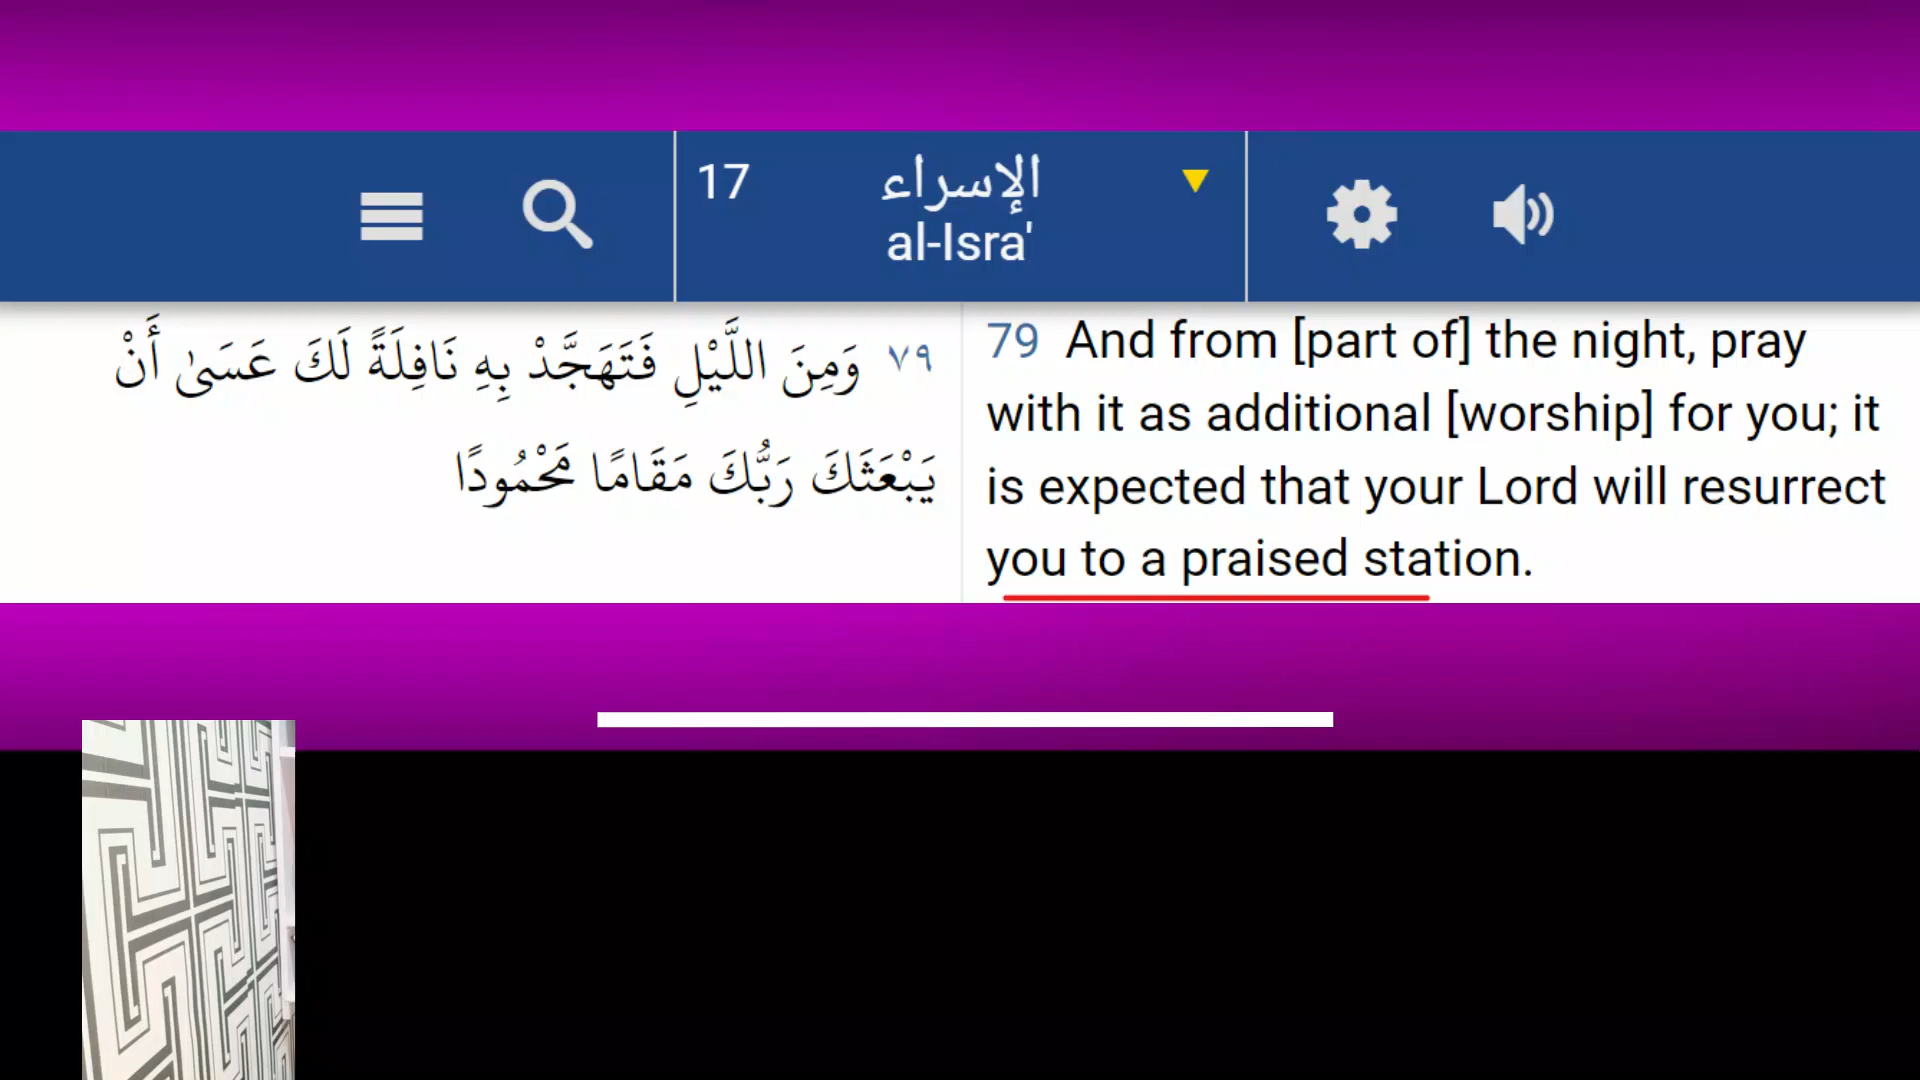 17
الإسراء
al-Isra'
٧٩ وَمِنَ اللَّيْلِ فَتَهَجَّدْ بِهِ نَافِلَةً لَكَ عَسَىٰ أَنْ
يَبْعَثَكَ رَبُّكَ مَقَامًا مَحْمُودًا
79 And from [part of] the night, pray
with it as additional [worship] for you; it
is expected that your Lord will resurrect
you to a praised station.